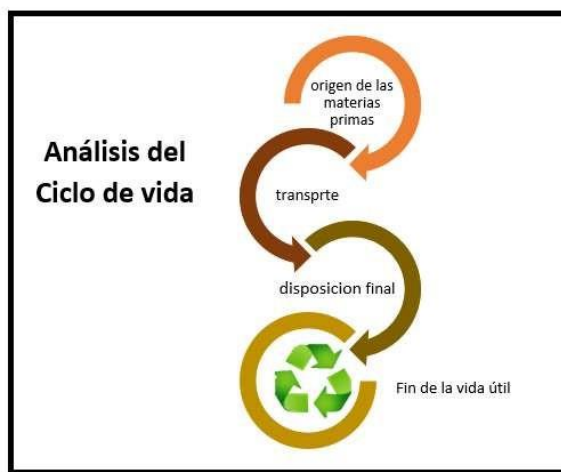 origen de las
materias
primas
Análisis del
Ciclo de vida
transprte
disposicion final
Fin de la vida útil